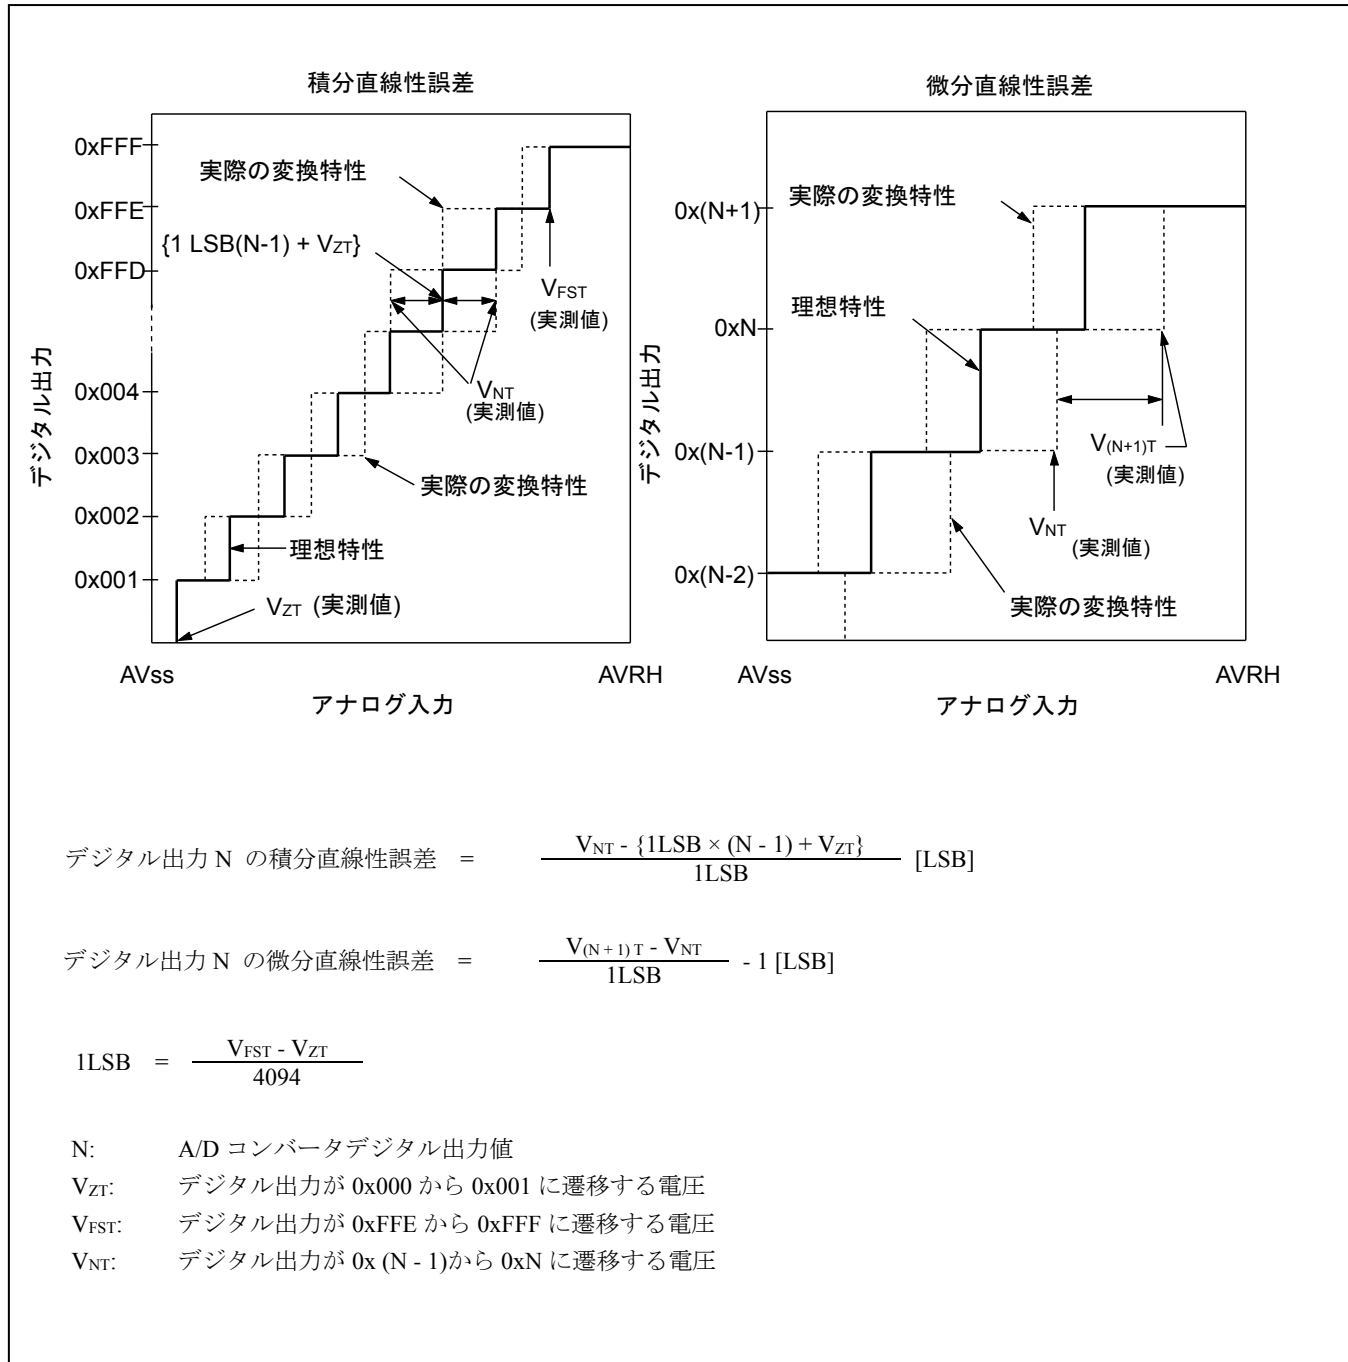 積分直線性誤差
0xFFF
実際の変換特性
0xFFE
{1 LSB(N-1) + VZT}
0xFFD
VFST
(実測値)
0x004
VNT
(実測値)
0x003
実際の変換特性
0x002
理想特性
0x001
VZT (実測値)
デジタル出力
AVss
AVRH
アナログ入力
微分直線性誤差
実際の変換特性
0x(N+1)
理想特性
0xN
0x(N-1)
V(N+1)T
(実測値)
VNT
(実測値)
0x(N-2)
実際の変換特性
デジタル出力
AVss
AVRH
アナログ入力
デジタル出力 N の積分直線性誤差 = VNT - {1LSB × (N - 1) + VZT} [LSB]
1LSB
デジタル出力 N の微分直線性誤差 = V(N + 1) T - VNT - 1 [LSB]
1LSB
1LSB = VFST - VZT
4094
N: A/D コンバータデジタル出力値
VZT: デジタル出力が 0x000 から 0x001 に遷移する電圧
VFST: デジタル出力が 0xFFE から 0xFFF に遷移する電圧
VNT: デジタル出力が 0x (N - 1)から 0xN に遷移する電圧